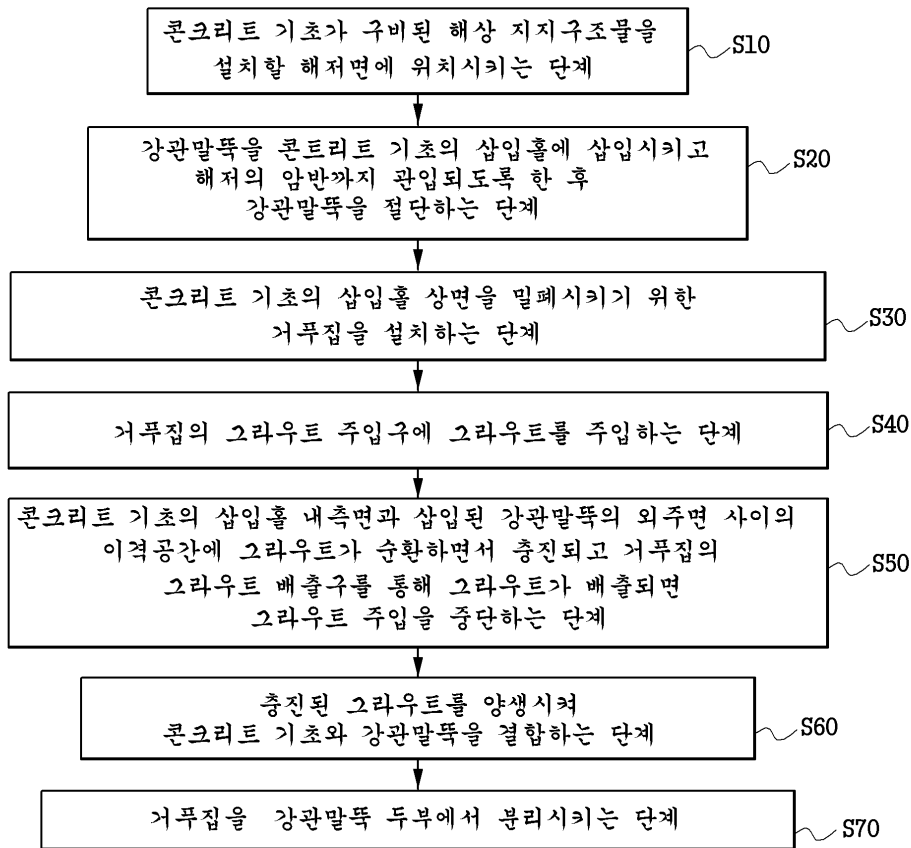 콘크리트 기초가 구비된 해상 지지구조물을
설치할 해저면에 위치시키는 단계
S10
강관말뚝을 콘트리트 기초의 삽입홀에 삽입시키고
해저의 암반까지 관입되도록 한 후
강관말뚝을 절단하는 단계
S20
콘크리트 기초의 삽입홀 상면을 밀폐시키기 위한
거푸집을 설치하는 단계
S30
거푸집의 그라우트 주입구에 그라우트를 주입하는 단계
S40
콘크리트 기초의 삽입홀 내측면과 삽입된 강관말뚝의 외주면 사이의
이격공간에 그라우트가 순환하면서 충진되고 거푸집의
그라우트 배출구를 통해 그라우트가 배출되면
그라우트 주입을 중단하는 단계
S50
충진된 그라우트를 양생시켜
콘크리트 기초와 강관말뚝을 결합하는 단계
S60
거푸집을 강관말뚝 두부에서 분리시키는 단계
S70